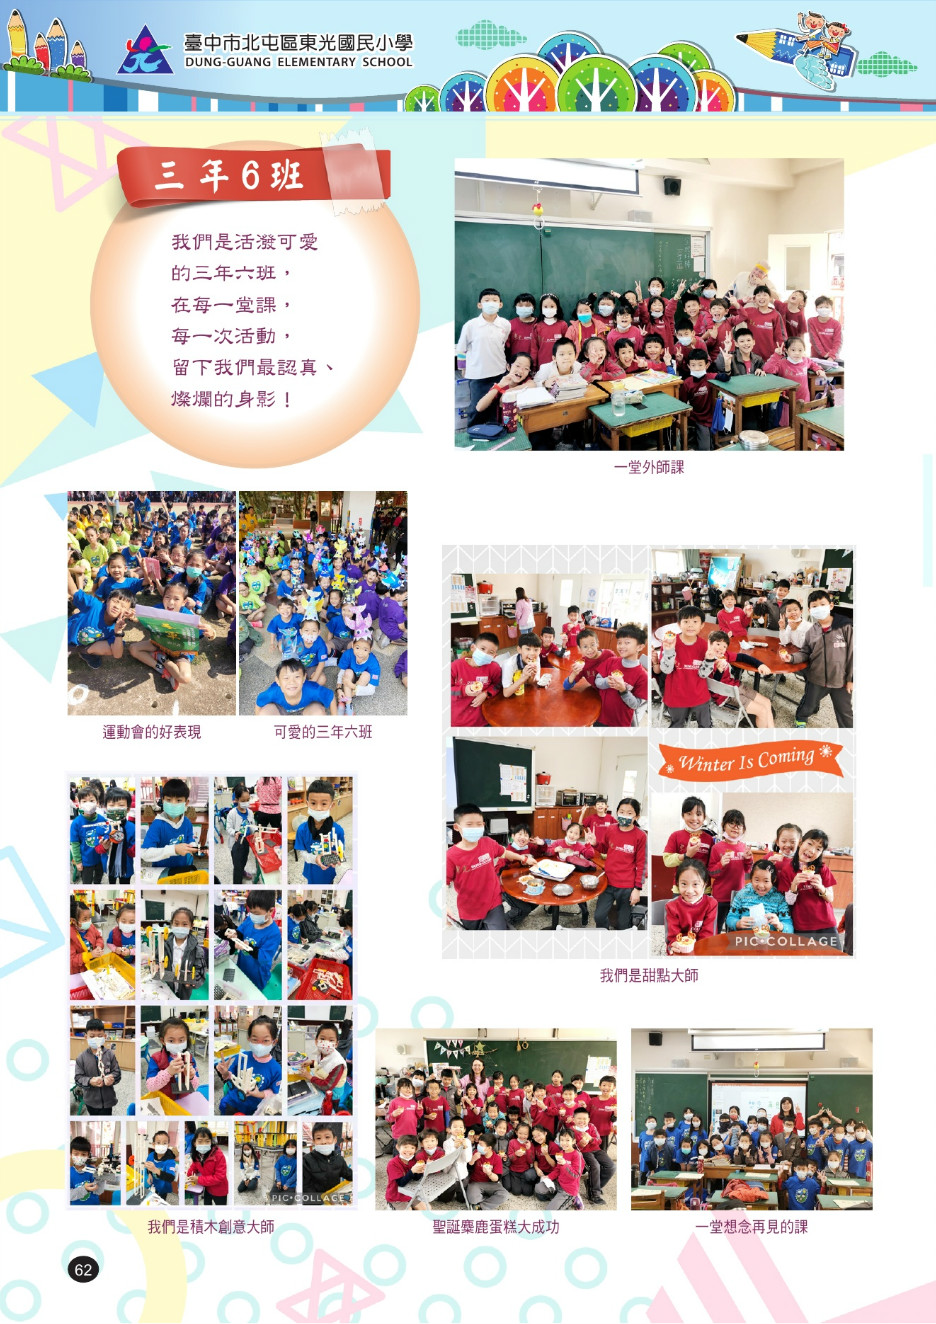 臺中市北屯區東光國民小學
DUNG-GUANG ELEMENTARY SCHOOL
三年6班
我們是活潑可愛
的三年六班，
在每一堂課，
每一次活動，
留下我們最認真、
燦爛的身影！
一堂外師課
運動會的好表現
可愛的三年六班
Winter Is Coming
PIC•COLLAGE
我們是甜點大師
PIC•COLLAGE
我們是積木創意大師
聖誕麋鹿蛋糕大成功
一堂想念再見的課
62